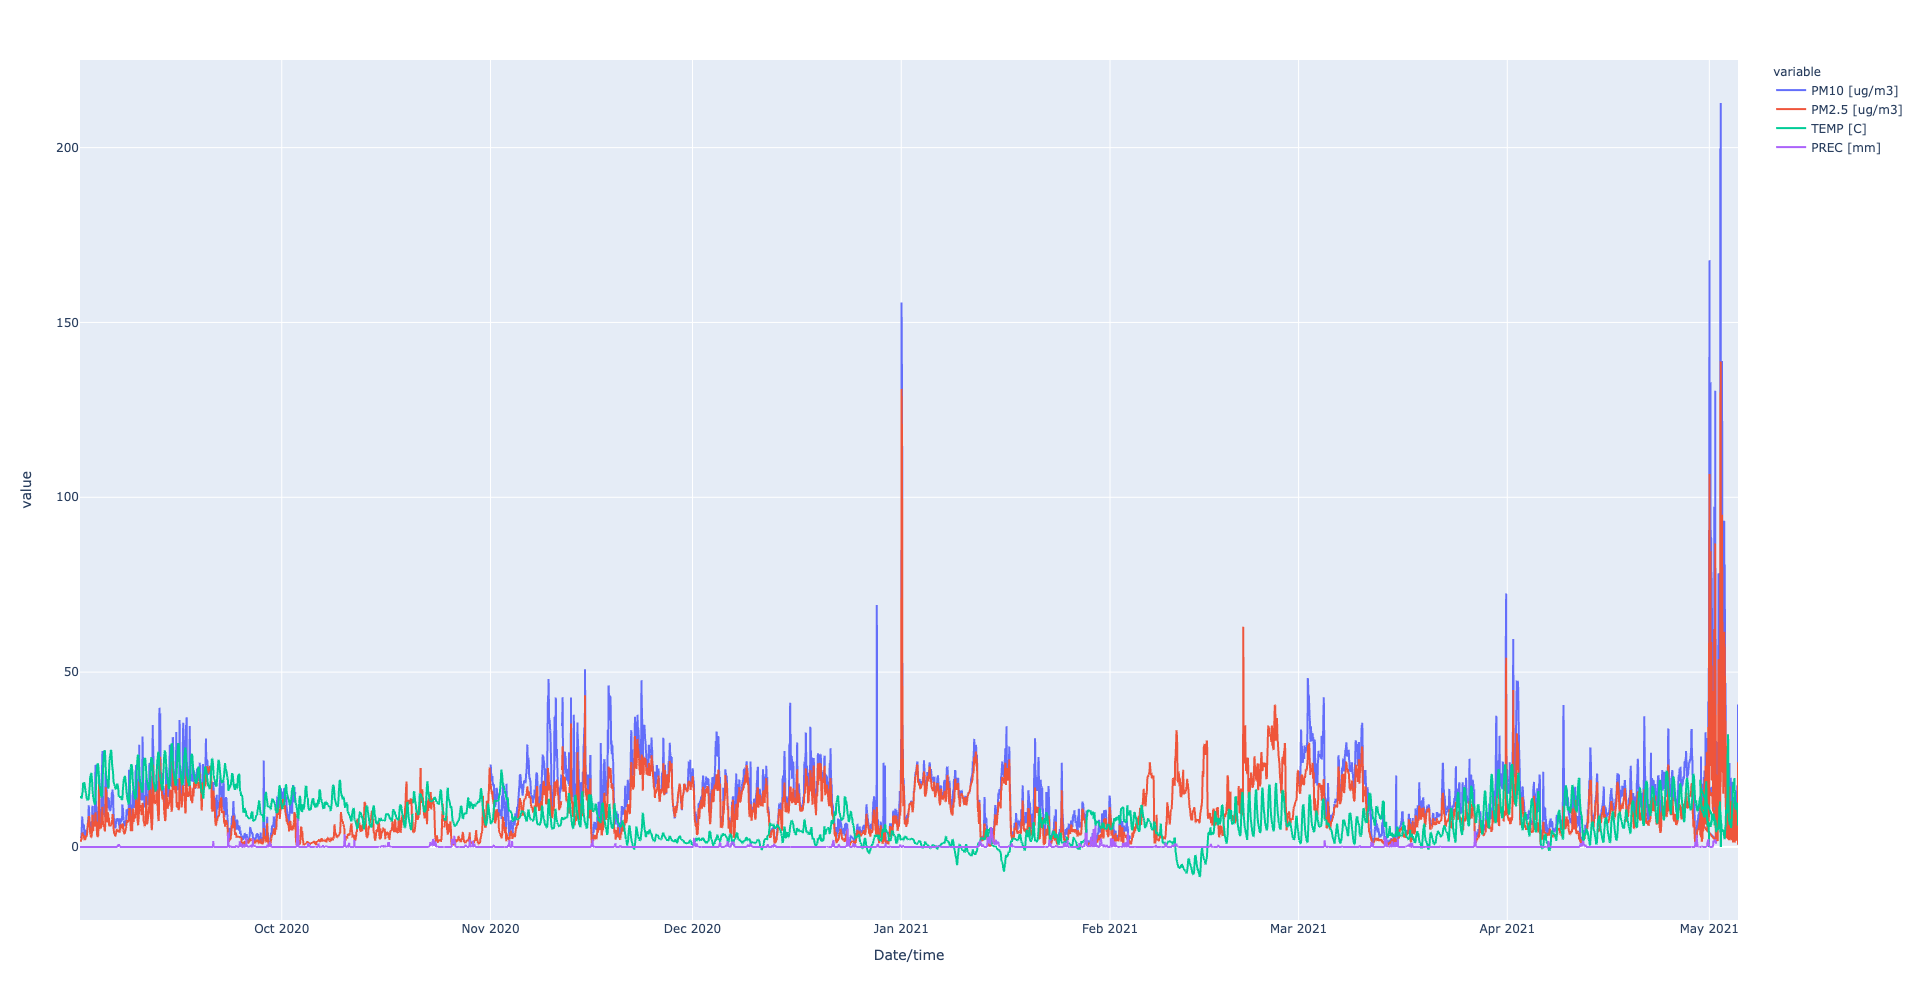 variable
PM10 [ug/m3]
PM2.5 [ug/m3]
TEMP [C]
PREC [mm]
200
150
100
50
0
value
Oct 2020
Nov 2020
Dec 2020
Jan 2021
Feb 2021
Mar 2021
Apr 2021
May 2021
Date/time